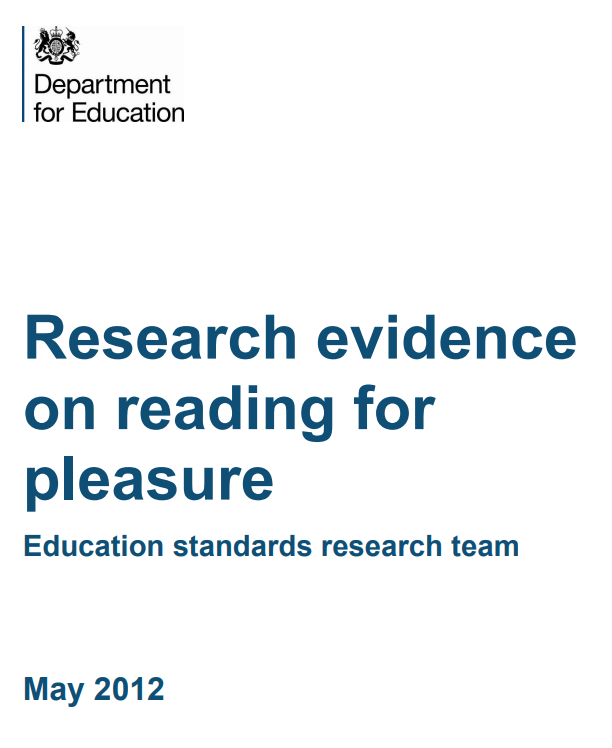 Department
for Education
Research evidence
on reading for
pleasure
Education standards research team
May 2012